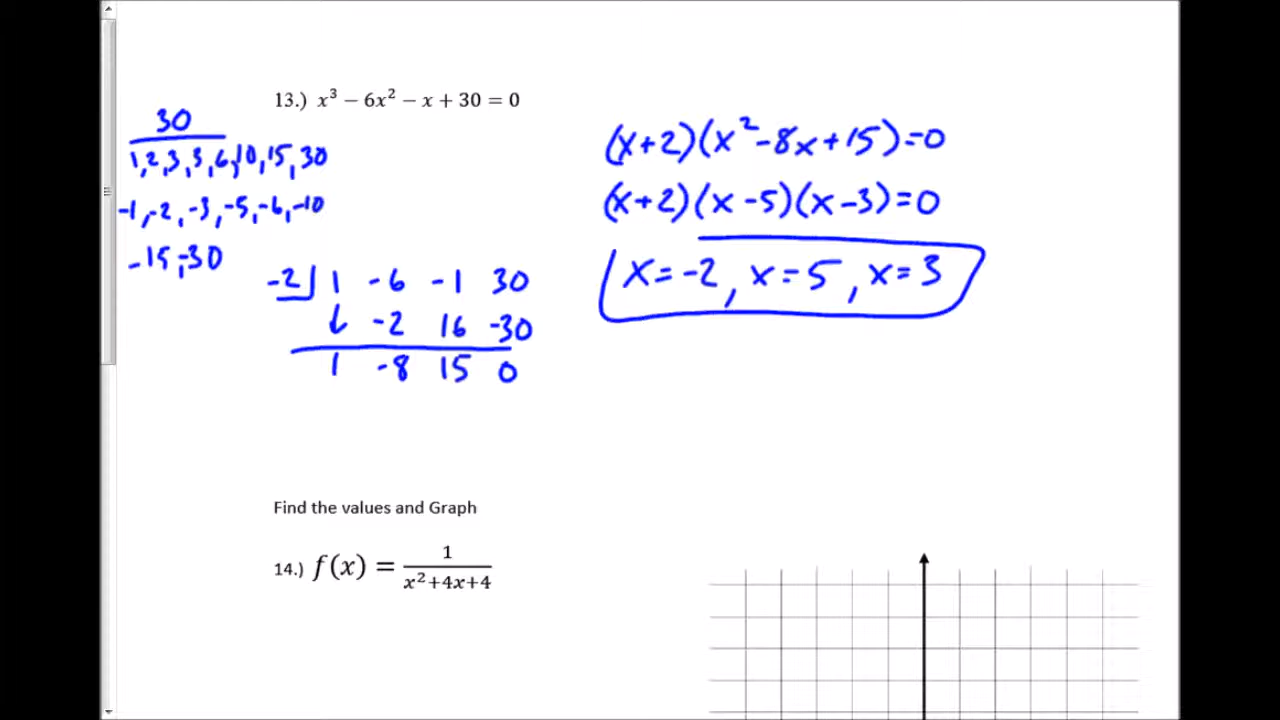 13.) x³ − 6x² − x + 30 = 0
30
1,2,3,5,6,10,15,30
-1,-2,-3,-5,-6,-10
-15,-30
-2| 1 -6 -1 30
↓ -2 16 -30
1 -8 15 0
(x+2)(x²-8x+15)=0
(x+2)(x-5)(x-3)=0
x=-2, x=5, x=3
Find the values and Graph
14.) f(x) = 1/(x²+4x+4)